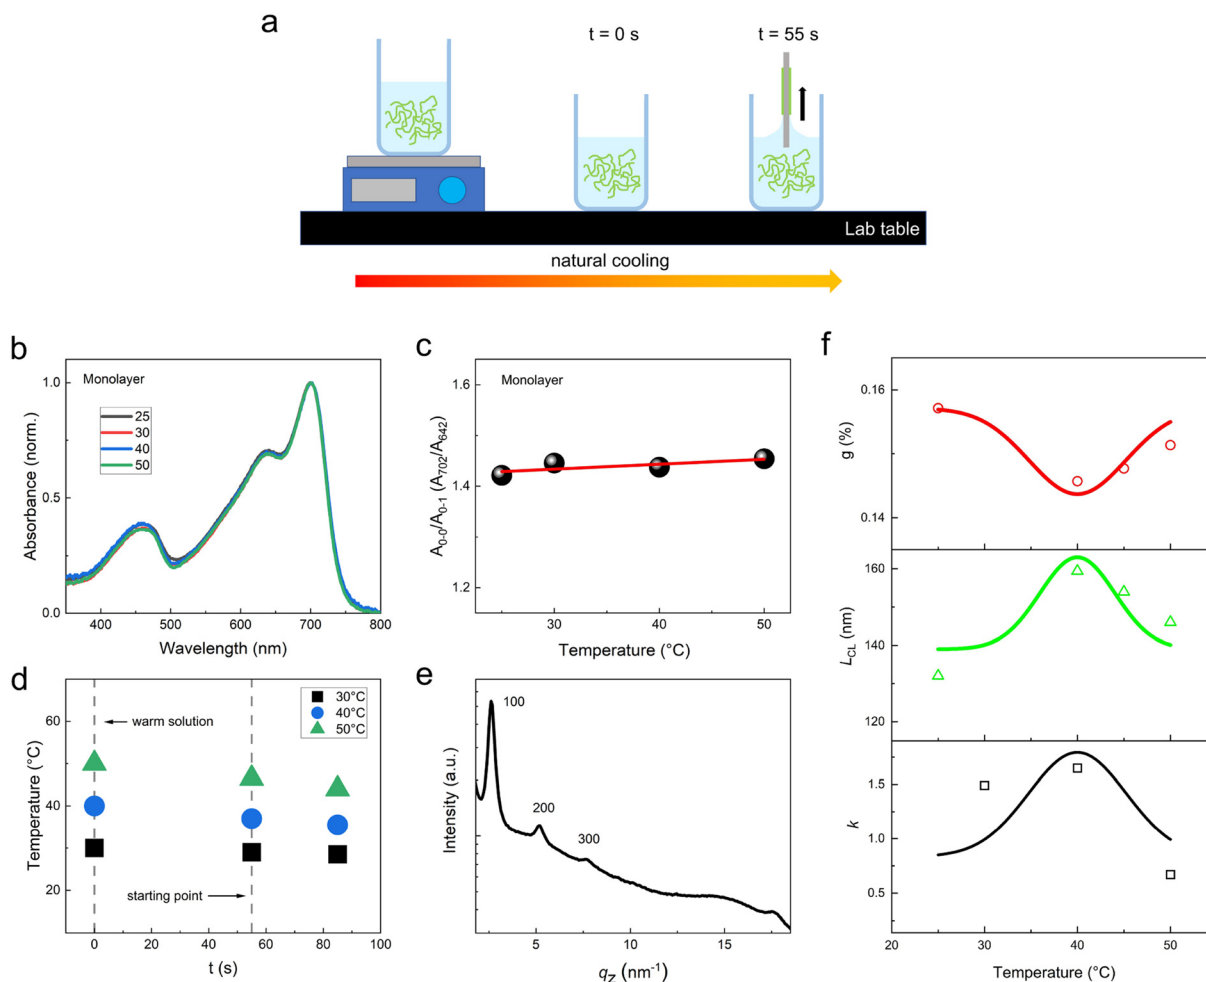 a
t = 0 s
t = 55 s
Lab table
natural cooling
b
Monolayer
25
30
40
50
1.0
0.5
0.0
Absorbance (norm.)
400
500
600
700
800
Wavelength (nm)
c
Monolayer
1.6
1.4
1.2
A0-0/A0-1 (A702/A642)
30
40
50
Temperature (°C)
d
30°C
40°C
50°C
warm solution
starting point
60
40
20
Temperature (°C)
0
20
40
60
80
100
t (s)
e
100
200
300
Intensity (a.u.)
5
10
15
qZ (nm-1)
f
0.16
0.14
g (%)
160
140
120
LCL (nm)
1.5
1.0
0.5
k
20
30
40
50
Temperature (°C)